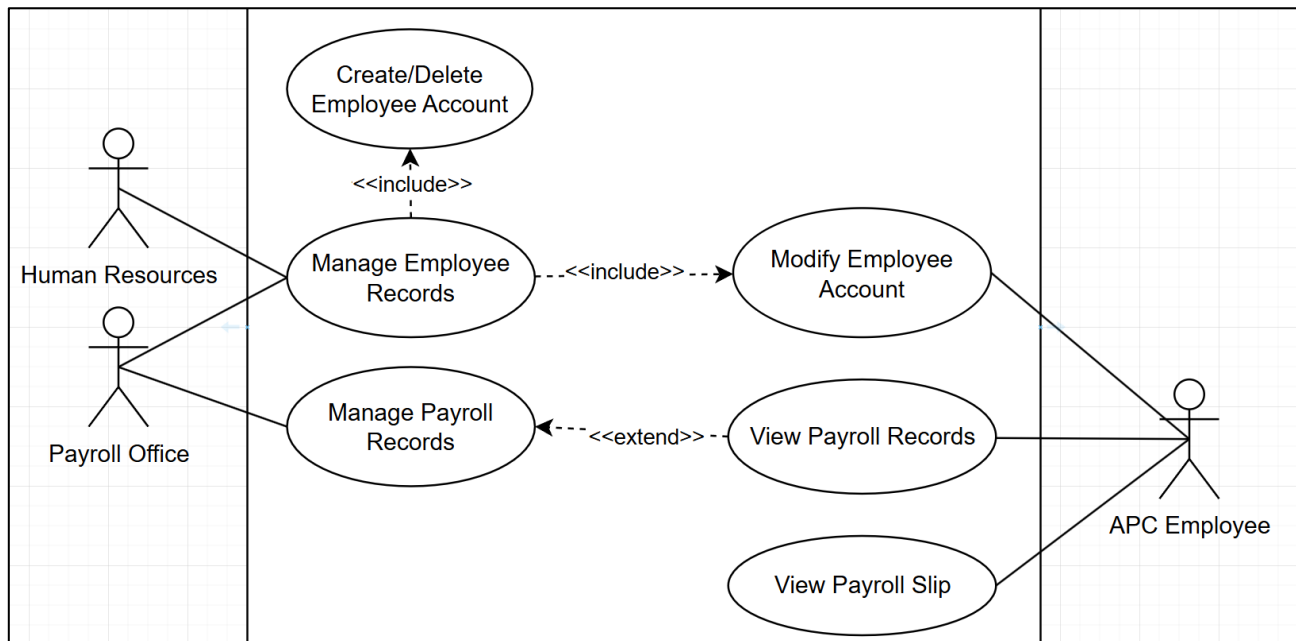 Create/Delete
Employee Account
<<include>>
Human Resources
Manage Employee
Records
<<include>>
Modify Employee
Account
Payroll Office
Manage Payroll
Records
<<extend>>
View Payroll Records
APC Employee
View Payroll Slip